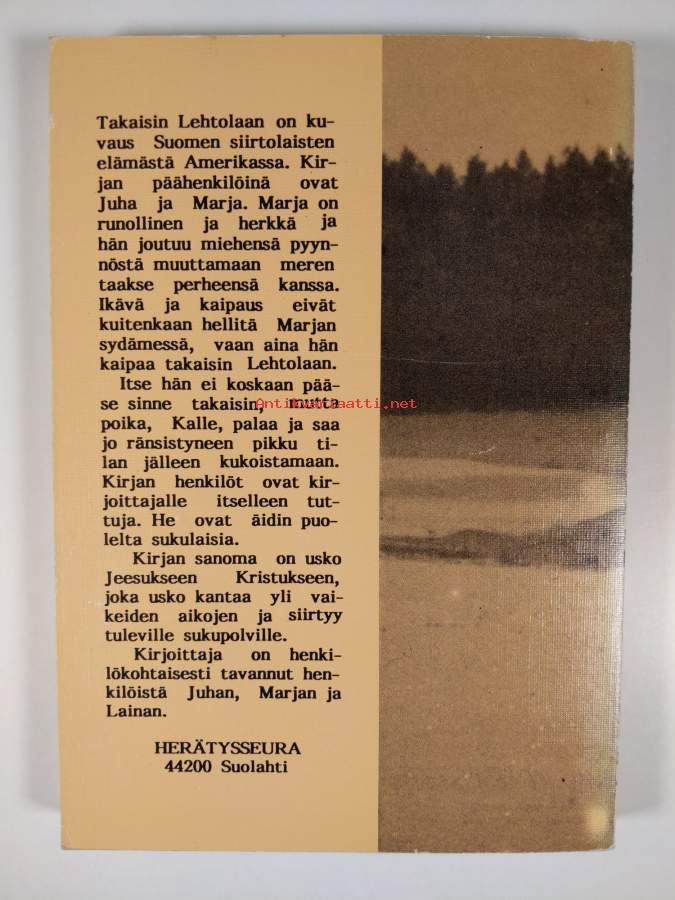 Takaisin Lehtolaan on ku-
vaus Suomen siirtolaisten
elämästä Amerikassa. Kir-
jan päähenkilöinä ovat
Juha ja Marja. Marja on
runollinen ja herkkä ja
hän joutuu miehensä pyyn-
nöstä muuttamaan meren
taakse perheensä kanssa.
Ikävä ja kaipaus eivät
kuitenkaan hellitä Marjan
sydämessä, vaan aina hän
kaipaa takaisin Lehtolaan.
Itse hän ei koskaan pää-
se sinne takaisin, mutta
Antikvariaatti.net
poika, Kalle, palaa ja saa
jo ränsistyneen pikku ti-
lan jälleen kukoistamaan.
Kirjan henkilöt ovat kir-
joittajalle itselleen tut-
tuja. He ovat äidin puo-
lelta sukulaisia.
Kirjan sanoma on usko
Jeesukseen Kristukseen,
joka usko kantaa yli vai-
keiden aikojen ja siirtyy
tuleville sukupolville.
Kirjoittaja on henki-
lökohtaisesti tavannut hen-
kilöistä Juhan, Marjan ja
Lainan.
HERÄTYSSEURA
44200 Suolahti